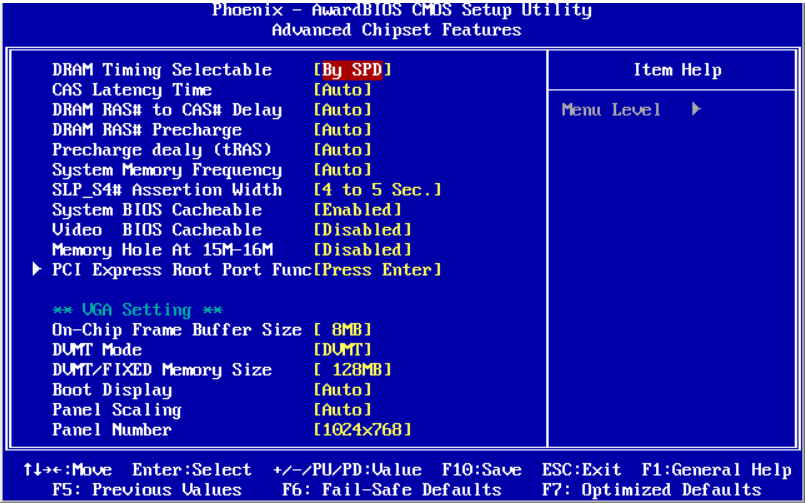 Phoenix - AwardBIOS CMOS Setup Utility
Advanced Chipset Features
DRAM Timing Selectable [By SPD]
CAS Latency Time [Auto]
DRAM RAS# to CAS# Delay [Auto]
DRAM RAS# Precharge [Auto]
Precharge dealy (tRAS) [Auto]
System Memory Frequency [Auto]
SLP_S4# Assertion Width [4 to 5 Sec.]
System BIOS Cacheable [Enabled]
Video BIOS Cacheable [Disabled]
Memory Hole At 15M-16M [Disabled]
PCI Express Root Port Func[Press Enter]
** VGA Setting **
On-Chip Frame Buffer Size [ 8MB]
DVMT Mode [DVMT]
DVMT/FIXED Memory Size [ 128MB]
Boot Display [Auto]
Panel Scaling [Auto]
Panel Number [1024x768]
Item Help
Menu Level ▶
↑↓→←:Move Enter:Select +/-/PU/PD:Value F10:Save ESC:Exit F1:General Help
F5: Previous Values F6: Fail-Safe Defaults F7: Optimized Defaults